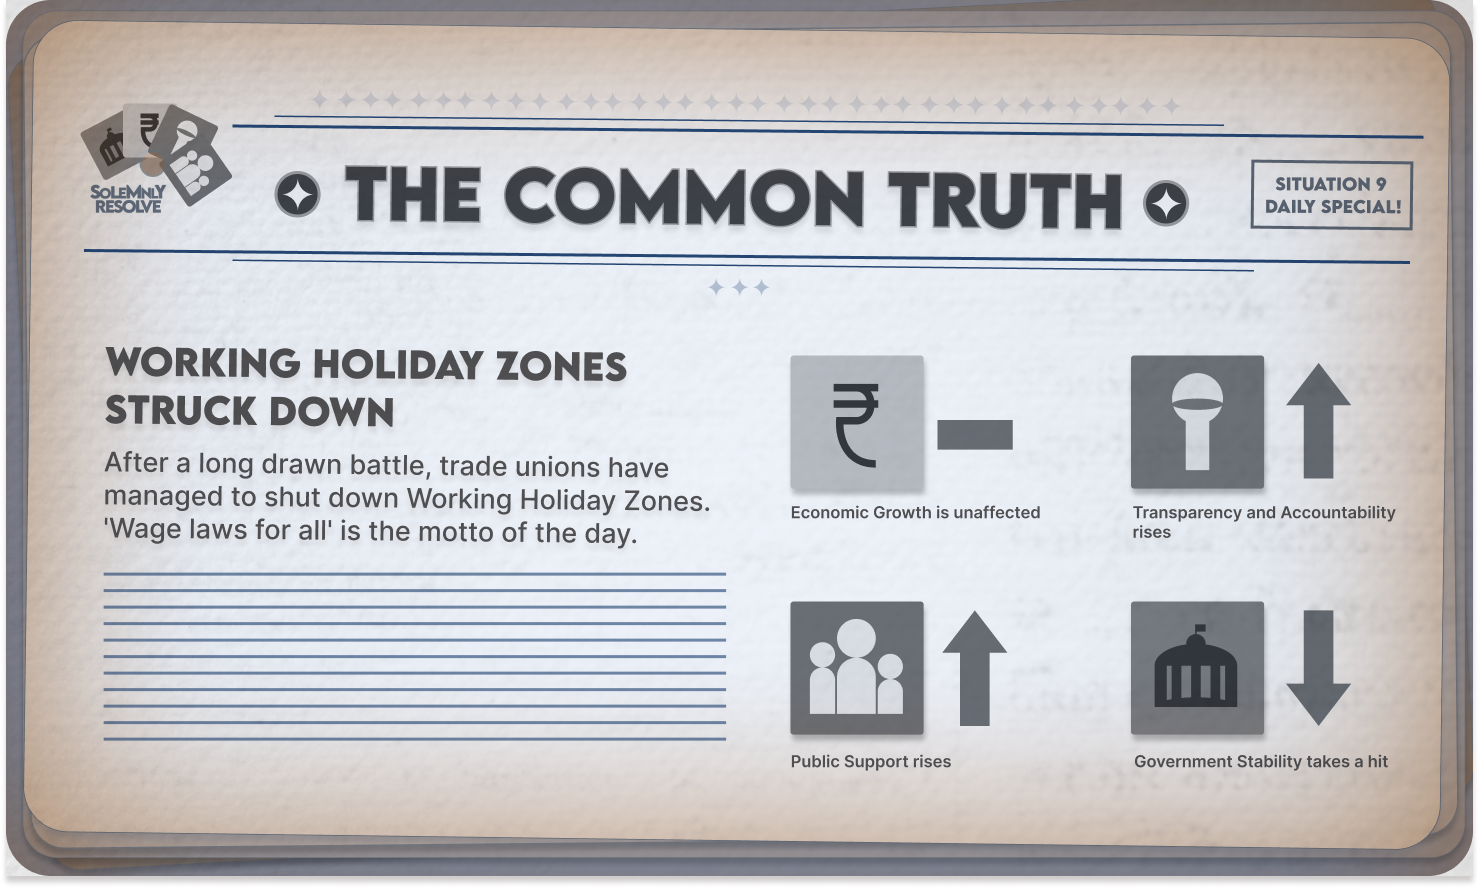 SOLEMNLY
RESOLVE
THE COMMON TRUTH
SITUATION 9
DAILY SPECIAL!
WORKING HOLIDAY ZONES
STRUCK DOWN
After a long drawn battle, trade unions have
managed to shut down Working Holiday Zones.
'Wage laws for all' is the motto of the day.
₹
Economic Growth is unaffected
Transparency and Accountability
rises
Public Support rises
Government Stability takes a hit